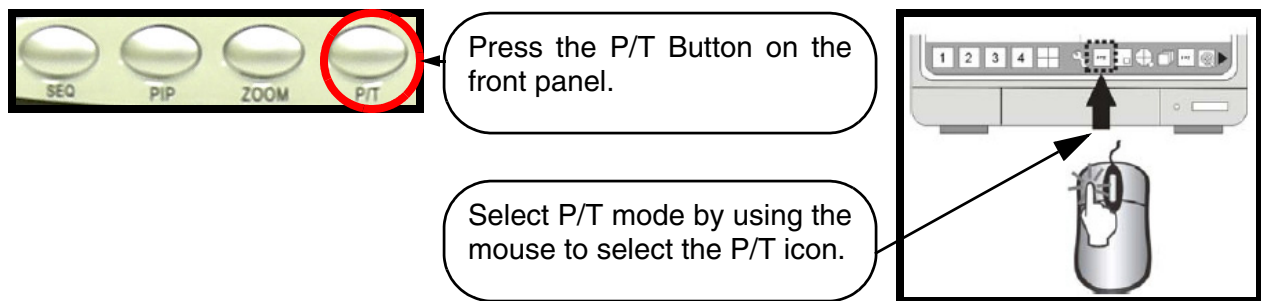 SEQ PIP ZOOM P/T
Press the P/T Button on the
front panel.
1 2 3 4
Select P/T mode by using the
mouse to select the P/T icon.